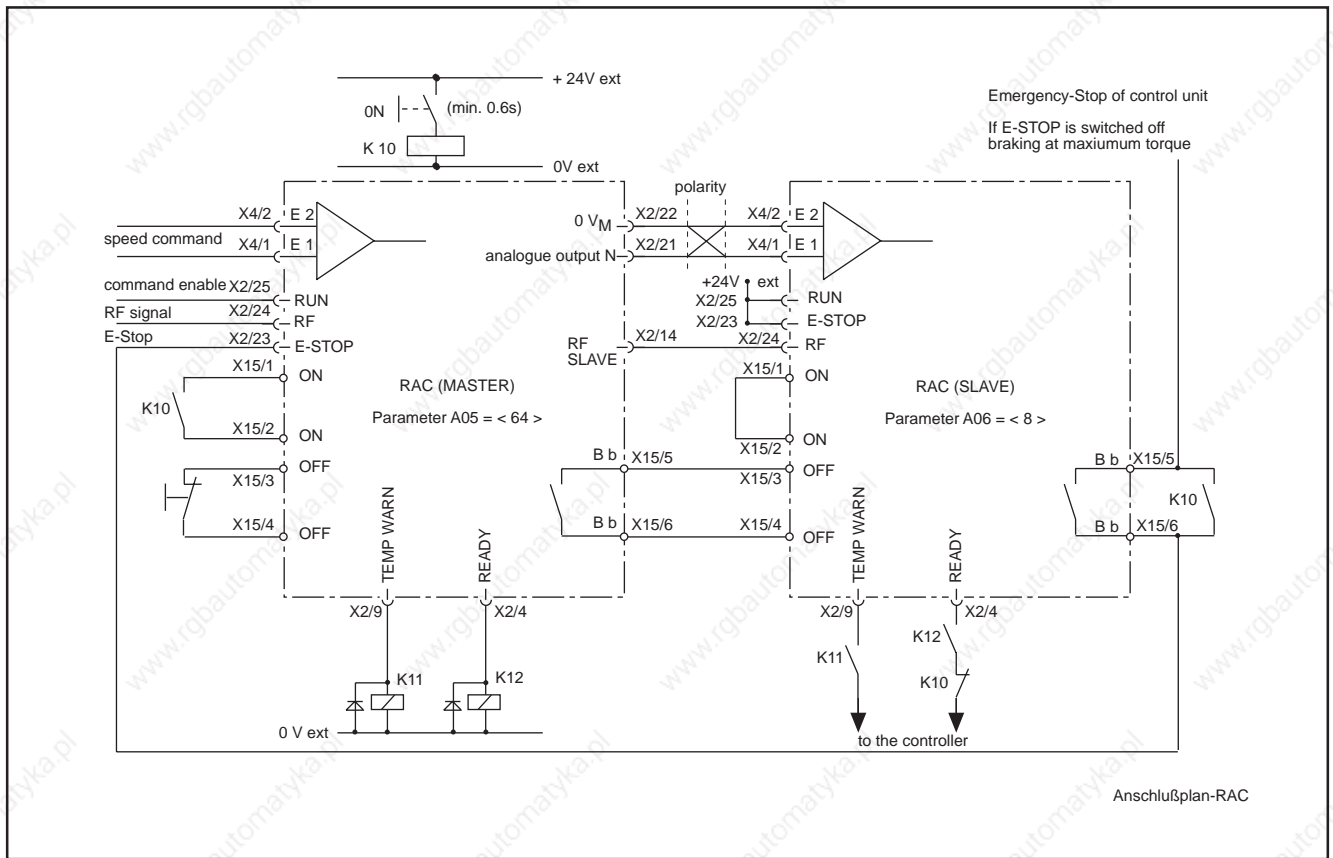 + 24V ext
0N
(min. 0.6s)
K 10
0V ext
Emergency-Stop of control unit
If E-STOP is switched off
braking at maxiumum torque
polarity
X4/2
E 2
speed command
X4/1
E 1
command enable
X2/25
RUN
RF signal
X2/24
RF
E-Stop
X2/23
E-STOP
X15/1
ON
K10
X15/2
ON
X15/3
OFF
X15/4
OFF
RAC (MASTER)
Parameter A05 = < 64 >
0 VM
X2/22
analogue output N
X2/21
RF
SLAVE
X2/14
B b
X15/5
B b
X15/6
TEMP WARN
READY
X2/9
X2/4
K11
K12
0 V ext
X4/2
E 2
X4/1
E 1
+24V
ext
X2/25
RUN
X2/23
E-STOP
X2/24
RF
X15/1
ON
X15/2
ON
X15/3
OFF
X15/4
OFF
RAC (SLAVE)
Parameter A06 = < 8 >
B b
X15/5
K10
B b
X15/6
TEMP WARN
READY
X2/9
X2/4
K11
K12
K10
to the controller
Anschlußplan-RAC
www.rgbautomatyka.pl